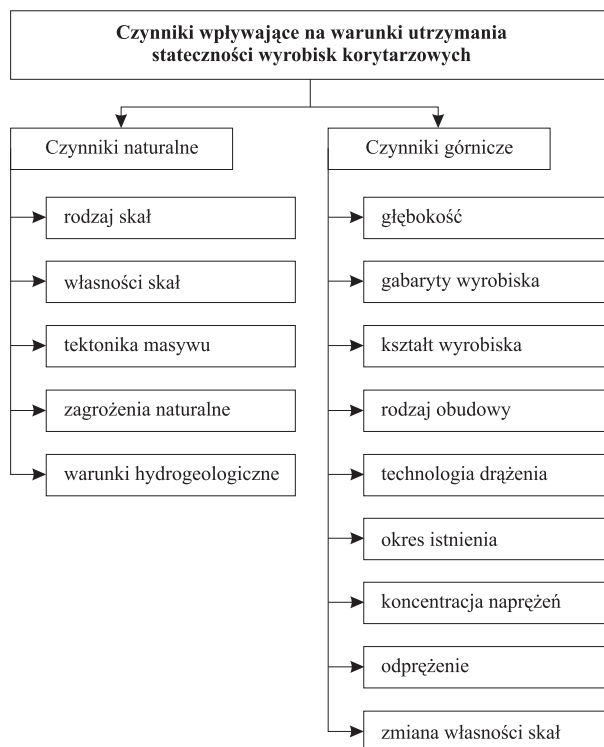 Czynniki wpływające na warunki utrzymania
stateczności wyrobisk korytarzowych
Czynniki naturalne
rodzaj skał
własności skał
tektonika masywu
zagrożenia naturalne
warunki hydrogeologiczne
Czynniki górnicze
głębokość
gabaryty wyrobiska
kształt wyrobiska
rodzaj obudowy
technologia drążenia
okres istnienia
koncentracja naprężeń
odprężenie
zmiana własności skał